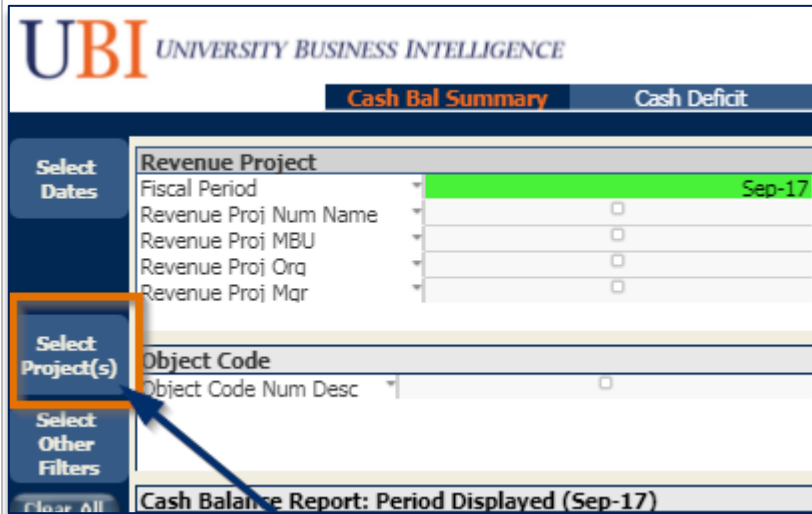 UBI UNIVERSITY BUSINESS INTELLIGENCE
Cash Bal Summary Cash Deficit
Select
Dates
Revenue Project
Fiscal Period Sep-17
Revenue Proj Num Name
Revenue Proj MBU
Revenue Proj Org
Revenue Proj Mgr
Select
Project(s)
Object Code
Object Code Num Desc
Select
Other
Filters
Clear All
Cash Balance Report: Period Displayed (Sep-17)